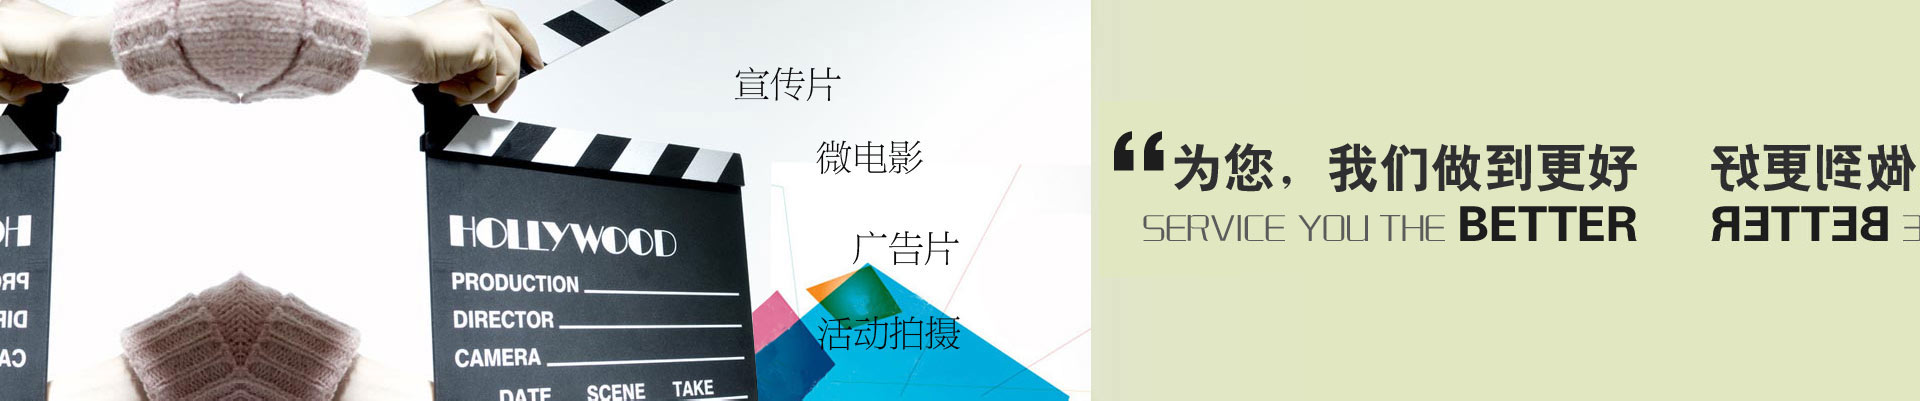 宣传片
微电影
广告片
活动拍摄
HOLLYWOOD
PRODUCTION
DIRECTOR
CAMERA
DATE SCENE TAKE
“为您，我们做到更好
SERVICE YOU THE BETTER
做到更好
BETTER